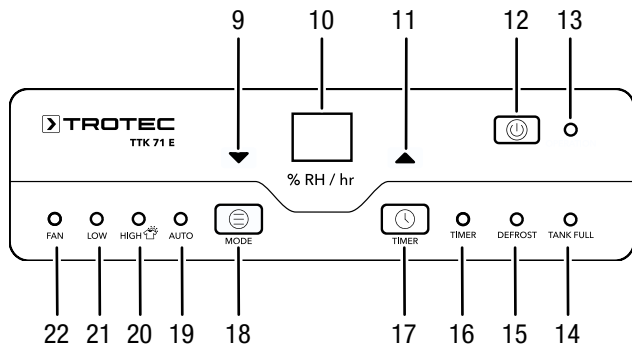 9 10 11 12 13
TROTEC
TTK 71 E
% RH / hr
FAN LOW HIGH AUTO MODE TIMER TIMER DEFROST TANK FULL
22 21 20 19 18 17 16 15 14